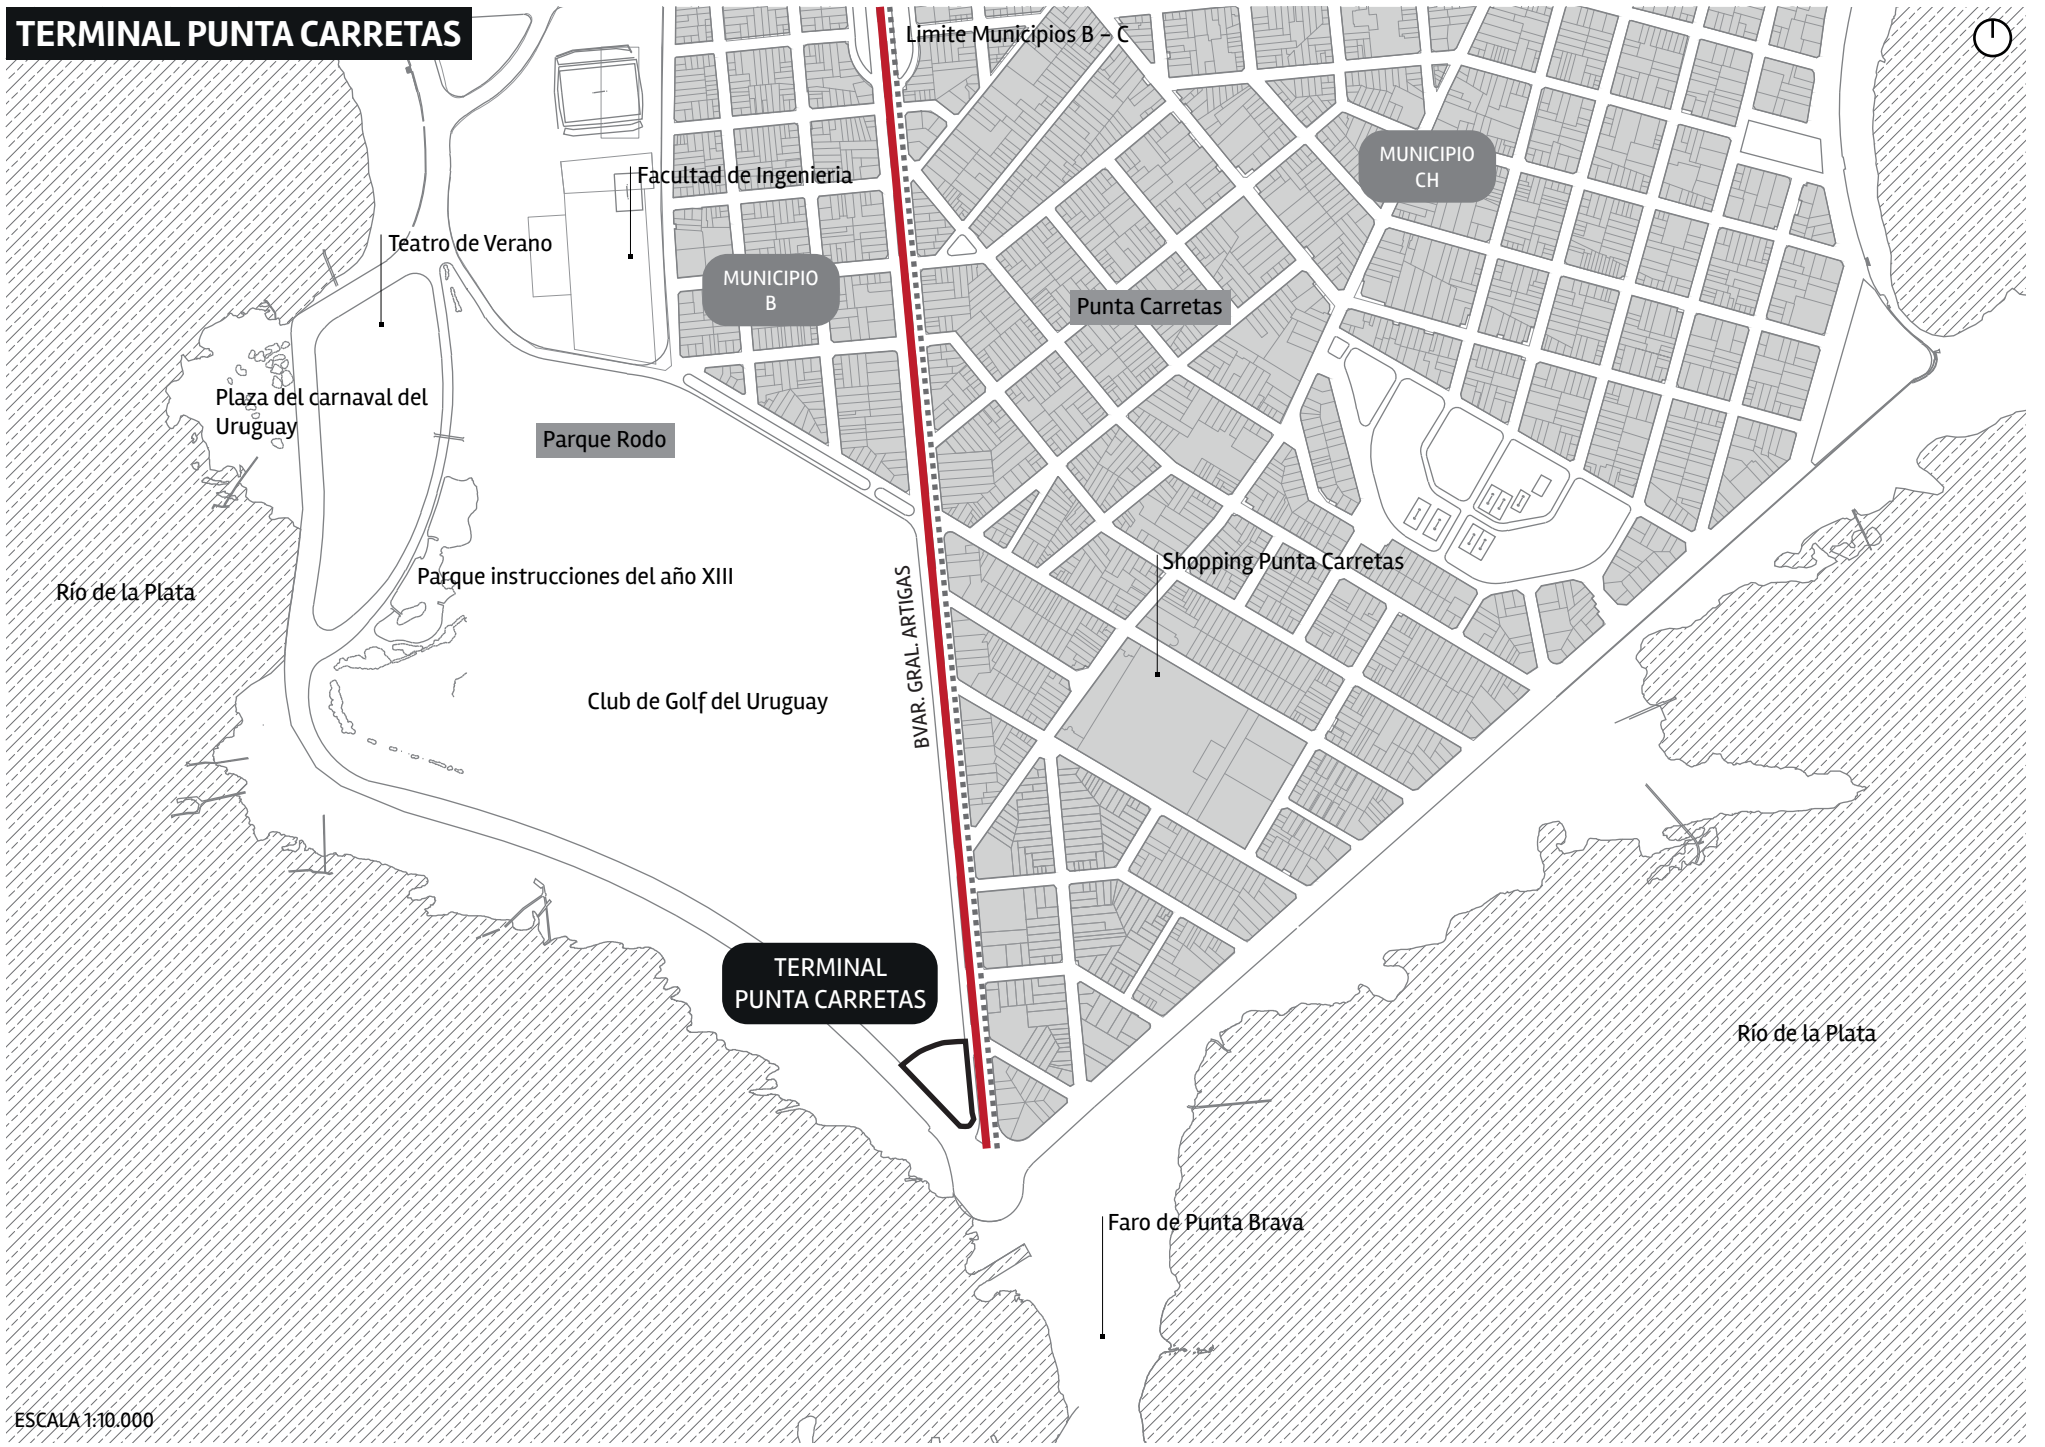 TERMINAL PUNTA CARRETAS
Limite Municipios B – C
MUNICIPIO
CH
Facultad de Ingenieria
Teatro de Verano
MUNICIPIO
B
Punta Carretas
Plaza del carnaval del
Uruguay
Parque Rodo
Shopping Punta Carretas
Parque instrucciones del año XIII
Río de la Plata
BVAR. GRAL. ARTIGAS
Club de Golf del Uruguay
TERMINAL
PUNTA CARRETAS
Río de la Plata
Faro de Punta Brava
ESCALA 1:10.000